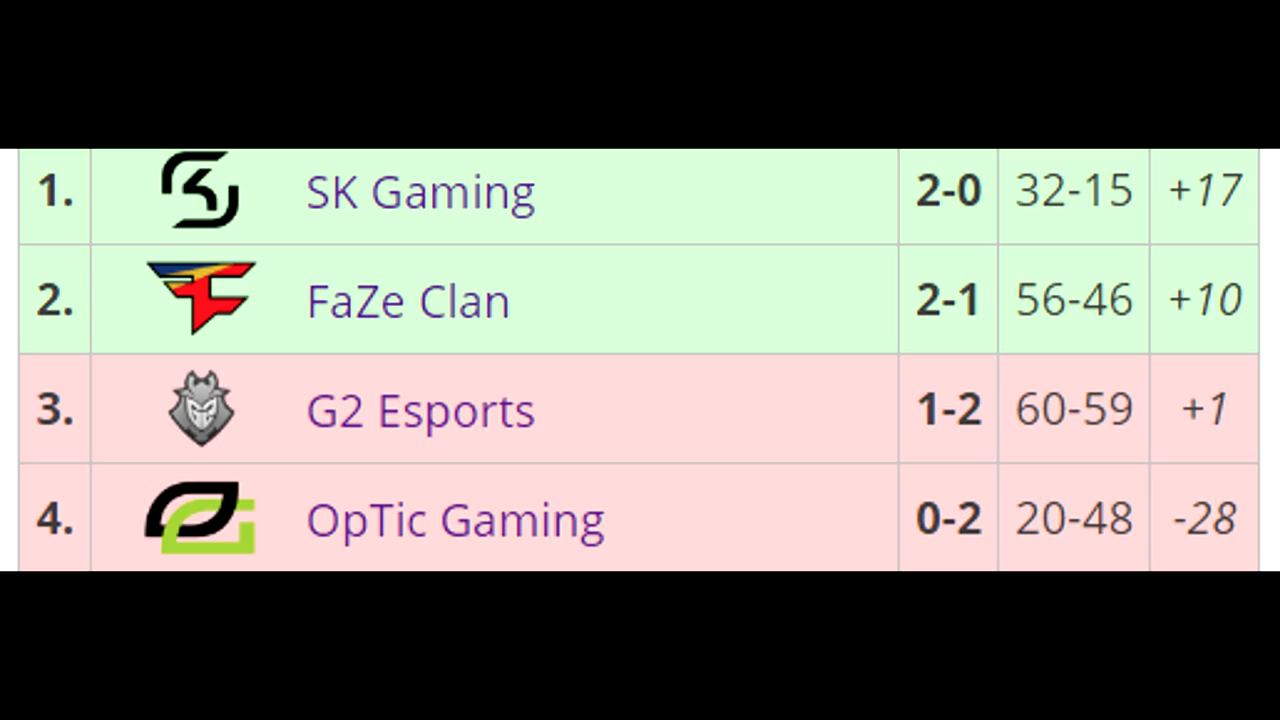 1. SK Gaming 2-0 32-15 +17
2. FaZe Clan 2-1 56-46 +10
3. G2 Esports 1-2 60-59 +1
4. OpTic Gaming 0-2 20-48 -28